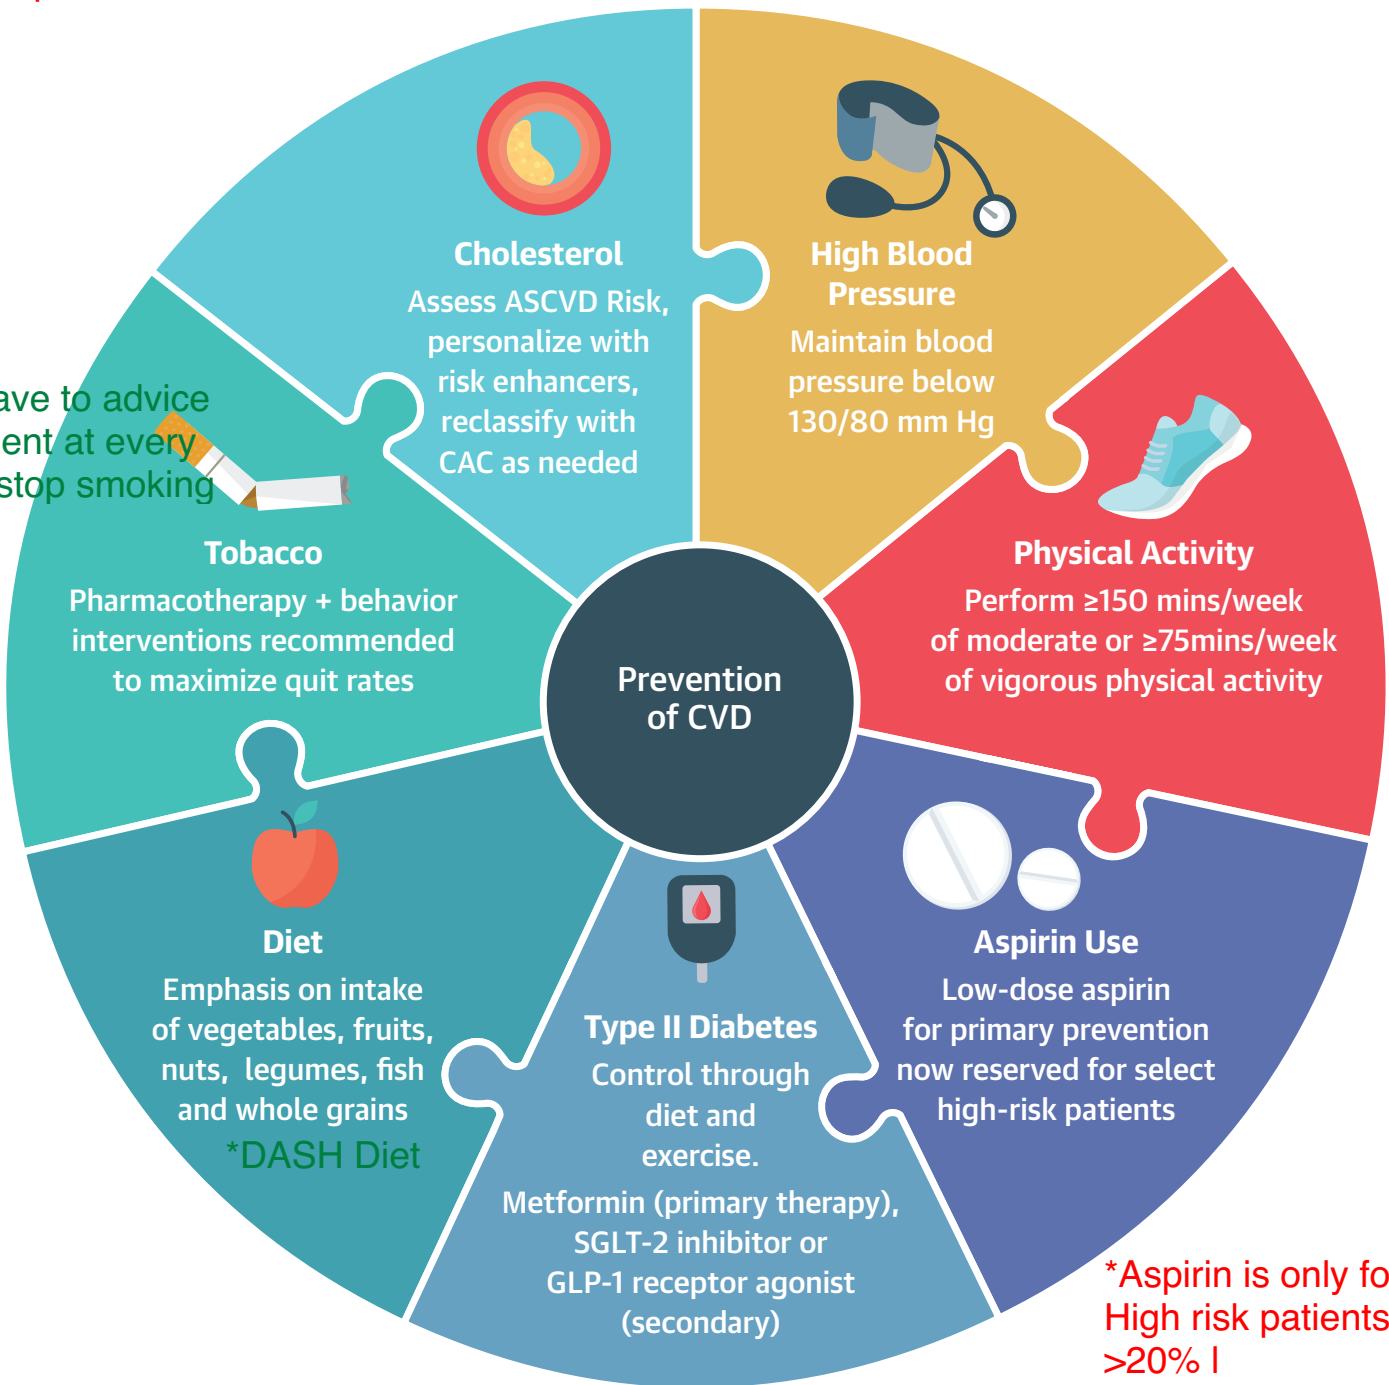 Cholesterol
Assess ASCVD Risk,
personalize with
risk enhancers,
reclassify with
CAC as needed
High Blood
Pressure
Maintain blood
pressure below
130/80 mm Hg
Physical Activity
Perform ≥150 mins/week
of moderate or ≥75mins/week
of vigorous physical activity
Aspirin Use
Low-dose aspirin
for primary prevention
now reserved for select
high-risk patients
*Aspirin is only fo
High risk patients
>20% l
Type II Diabetes
Control through
diet and
exercise.
Metformin (primary therapy),
SGLT-2 inhibitor or
GLP-1 receptor agonist
(secondary)
Diet
Emphasis on intake
of vegetables, fruits,
nuts, legumes, fish
and whole grains
*DASH Diet
ave to advice
ent at every
stop smoking
Tobacco
Pharmacotherapy + behavior
interventions recommended
to maximize quit rates
Prevention
of CVD